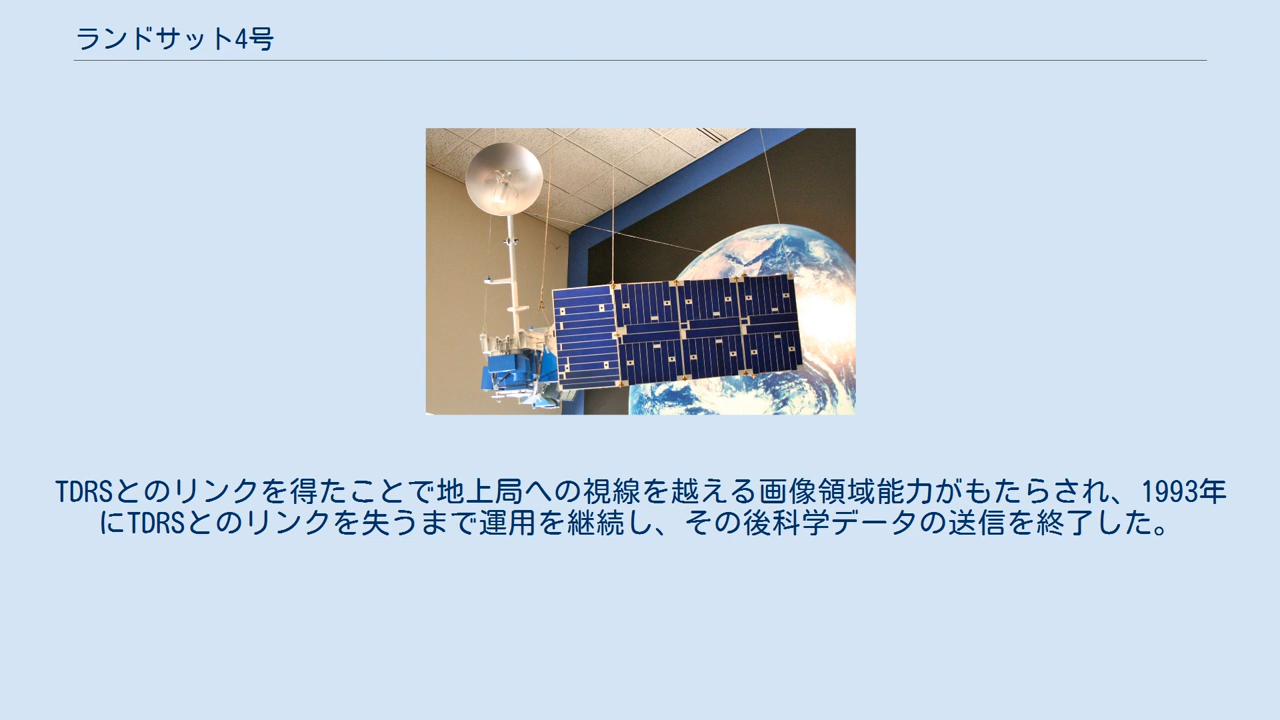 ランドサット4号
TDRSとのリンクを得たことで地上局への視線を越える画像領域能力がもたらされ、1993年
にTDRSとのリンクを失うまで運用を継続し、その後科学データの送信を終了した。